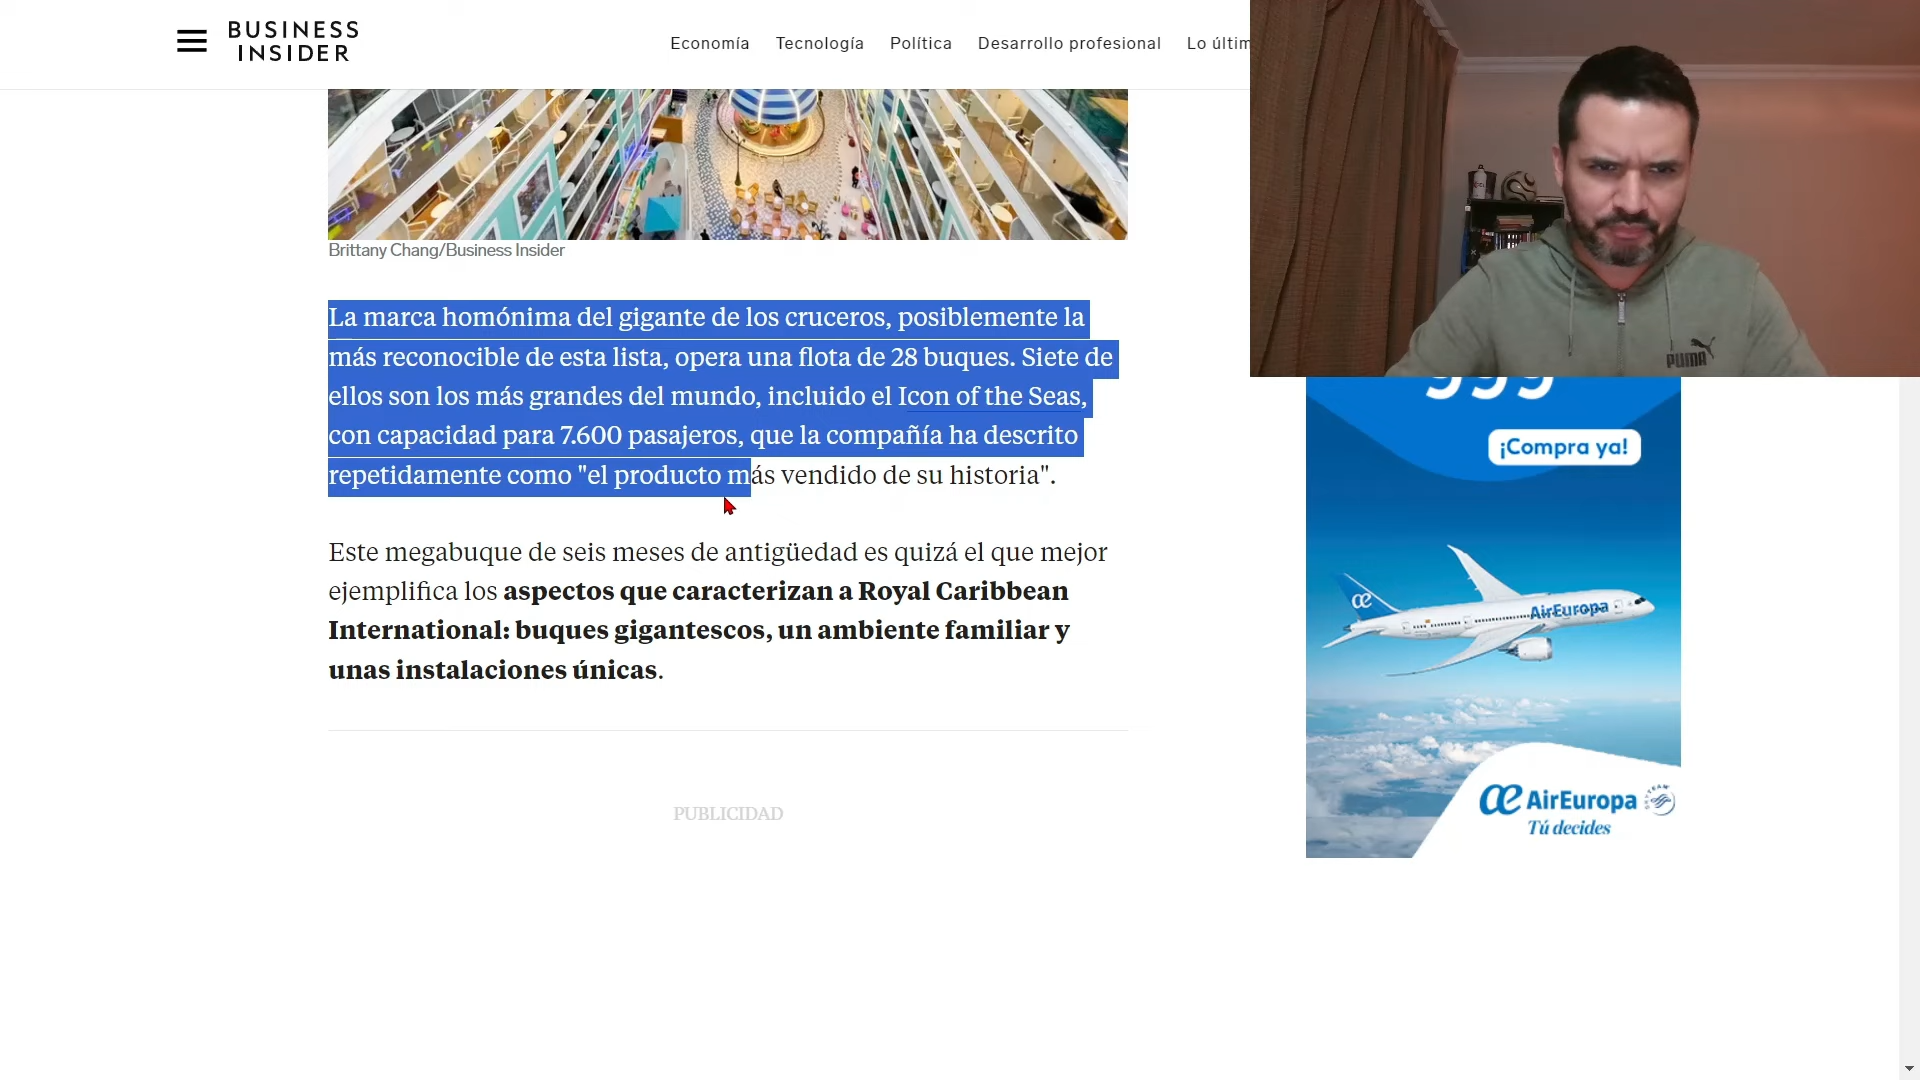 BUSINESS
INSIDER
Economía Tecnología Política Desarrollo profesional Lo últim
Brittany Chang/Business Insider
La marca homónima del gigante de los cruceros, posiblemente la
más reconocible de esta lista, opera una flota de 28 buques. Siete de
ellos son los más grandes del mundo, incluido el Icon of the Seas,
con capacidad para 7.600 pasajeros, que la compañía ha descrito
repetidamente como "el producto más vendido de su historia".
Este megabuque de seis meses de antigüedad es quizá el que mejor
ejemplifica los aspectos que caracterizan a Royal Caribbean
International: buques gigantescos, un ambiente familiar y
unas instalaciones únicas.
PUBLICIDAD
PUMA
¡Compra ya!
AirEuropa
AirEuropa
Tú decides